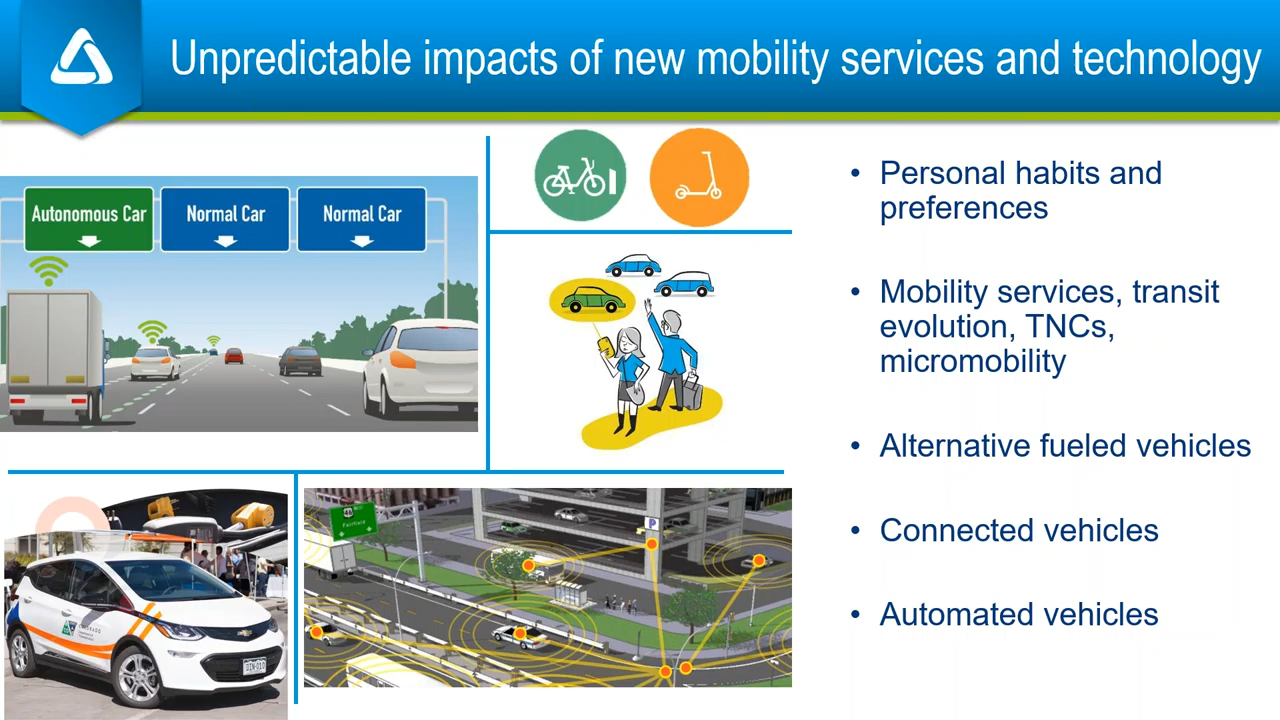 Unpredictable impacts of new mobility services and technology
Autonomous Car
Normal Car
Normal Car
• Personal habits and
preferences
• Mobility services, transit
evolution, TNCs,
micromobility
• Alternative fueled vehicles
• Connected vehicles
• Automated vehicles
P